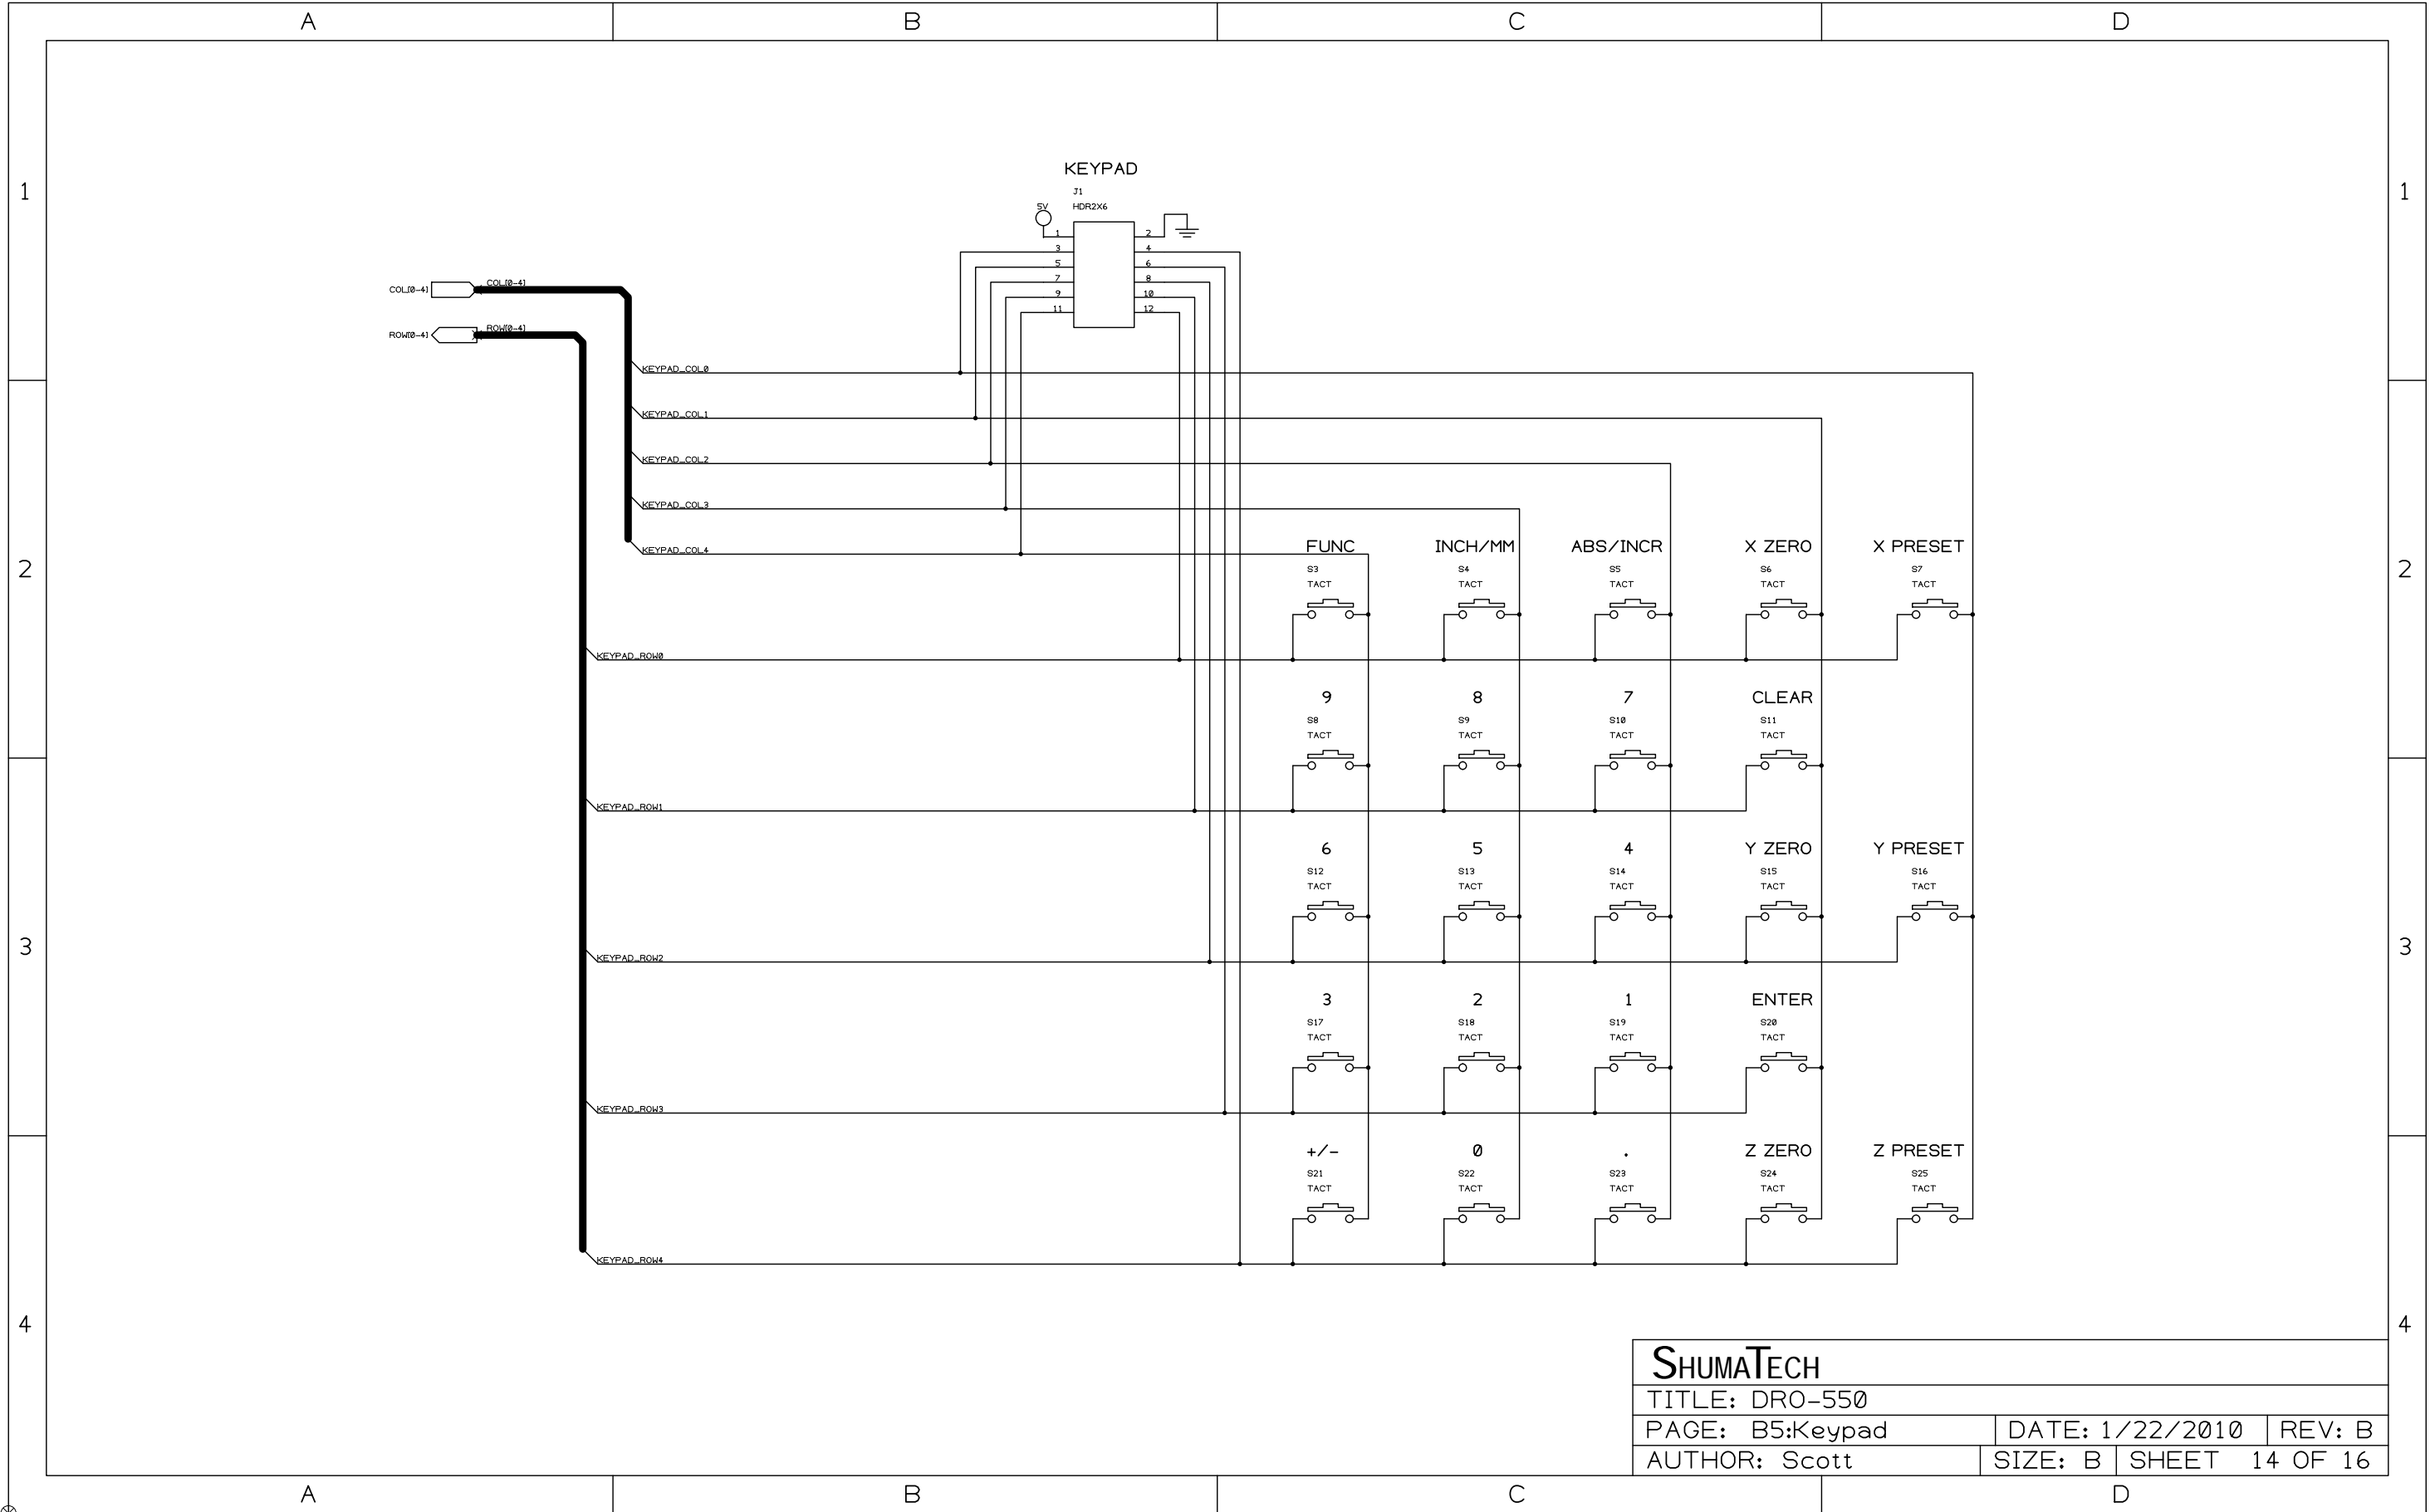 A B C D
KEYPAD
J1
HDR2X6
5V
1 2
3 4
5 6
7 8
9 10
11 12
1 1
COL[0-4] COL[0-4]
ROW[0-4] ROW[0-4]
KEYPAD_COL0
KEYPAD_COL1
KEYPAD_COL2
KEYPAD_COL3
KEYPAD_COL4
FUNC INCH/MM ABS/INCR X ZERO X PRESET
S3 S4 S5 S6 S7
TACT TACT TACT TACT TACT
2 2
KEYPAD_ROW0
9 8 7 CLEAR
S8 S9 S10 S11
TACT TACT TACT TACT
KEYPAD_ROW1
6 5 4 Y ZERO Y PRESET
S12 S13 S14 S15 S16
TACT TACT TACT TACT TACT
3 3
KEYPAD_ROW2
3 2 1 ENTER
S17 S18 S19 S20
TACT TACT TACT TACT
KEYPAD_ROW3
+/- 0 . Z ZERO Z PRESET
S21 S22 S23 S24 S25
TACT TACT TACT TACT TACT
KEYPAD_ROW4
4 4
SHUMATECH
TITLE: DRO-550
PAGE: B5:Keypad DATE: 1/22/2010 REV: B
AUTHOR: Scott SIZE: B SHEET 14 OF 16
A B C D